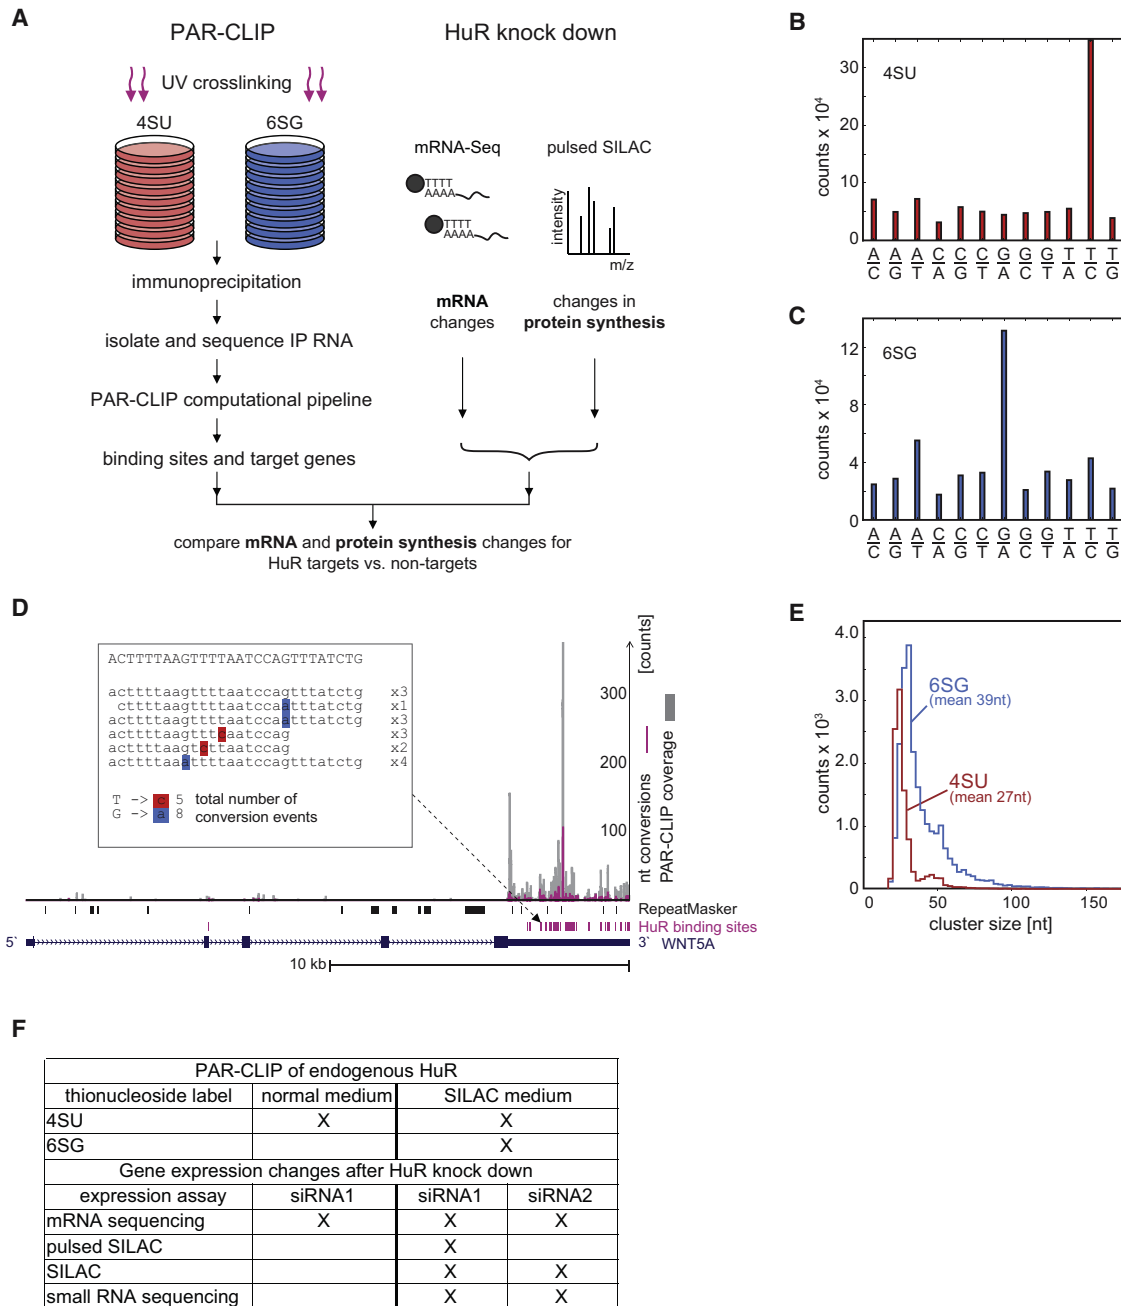 A
PAR-CLIP
HuR knock down
UV crosslinking
4SU
6SG
mRNA-Seq
pulsed SILAC
TTTT
AAAA
TTTT
AAAA
intensity
m/z
immunoprecipitation
isolate and sequence IP RNA
PAR-CLIP computational pipeline
binding sites and target genes
mRNA
changes
changes in
protein synthesis
compare mRNA and protein synthesis changes for
HuR targets vs. non-targets
B
4SU
counts x 10⁴
30
20
10
0
A A A C C C G G G T T T
C G T A G T A C T A C G
C
6SG
counts x 10⁴
12
8
4
0
A A A C C C G G G T T T
C G T A G T A C T A C G
D
ACTTTTAAGTTTTAATCCAGTTTATCTG
acttttaagttttaatccagtttatctg x3
cttttaagttttaatccaatttatctg x1
acttttaagttttaatccaatttatctg x3
acttttaagtttcaatccag x3
acttttaagtcttaatccag x2
acttttaaattttaatccagtttatctg x4
T -> c 5 total number of
G -> a 8 conversion events
[counts]
300
200
100
nt conversions
PAR-CLIP coverage
RepeatMasker
HuR binding sites
5` 3` WNT5A
10 kb
E
counts x 10³
4.0
3.0
2.0
1.0
0
6SG
(mean 39nt)
4SU
(mean 27nt)
0 50 100 150
cluster size [nt]
F
PAR-CLIP of endogenous HuR
thionucleoside label normal medium SILAC medium
4SU X X
6SG X
Gene expression changes after HuR knock down
expression assay siRNA1 siRNA1 siRNA2
mRNA sequencing X X X
pulsed SILAC X
SILAC X X
small RNA sequencing X X